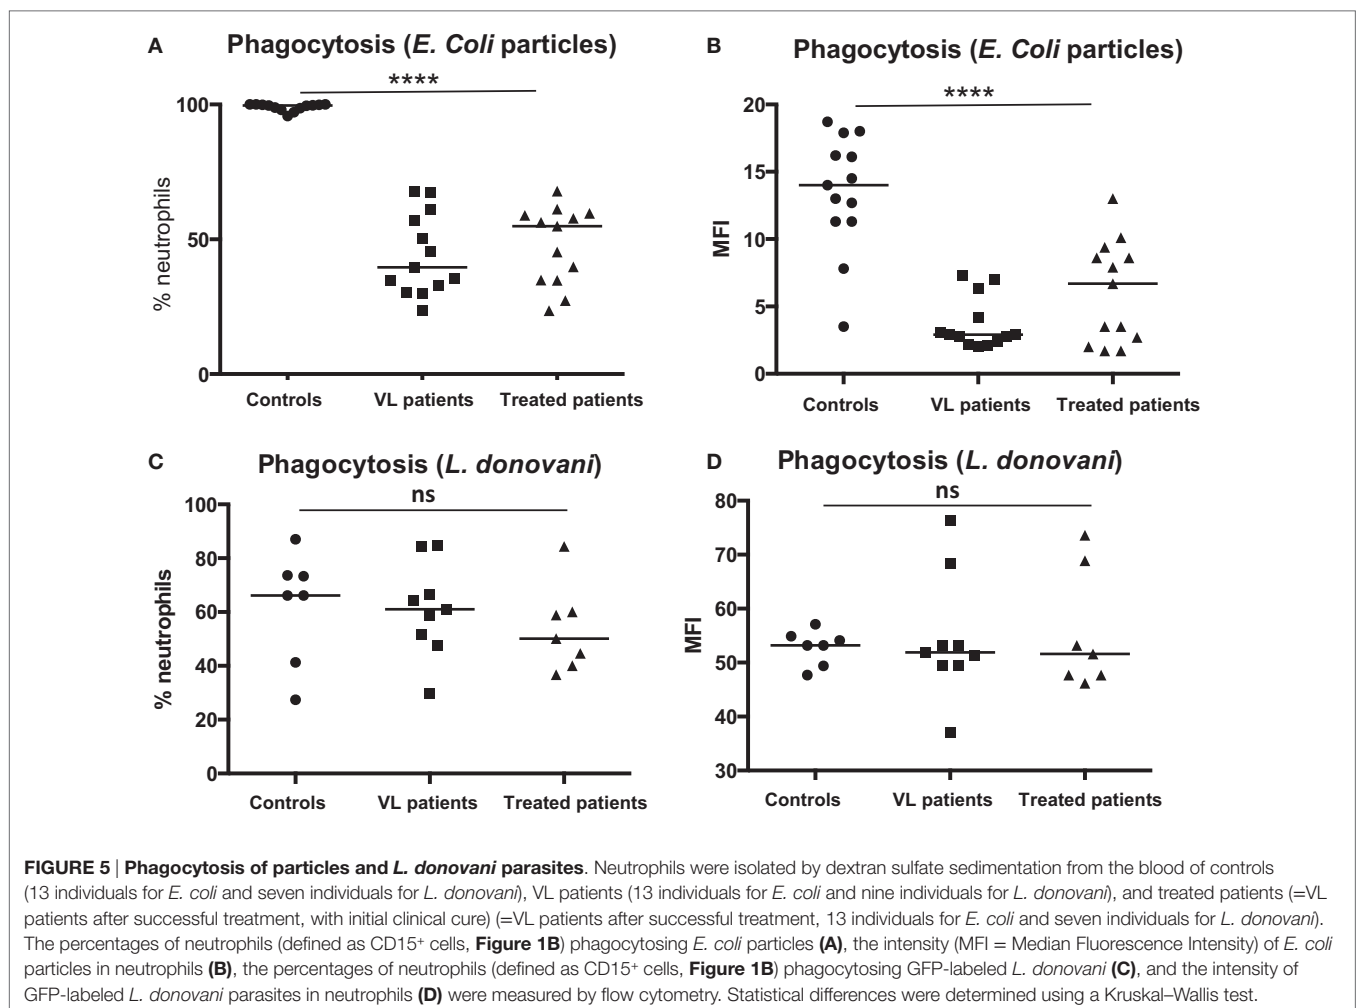 A
Phagocytosis (E. Coli particles)
****
% neutrophils
100
50
0
Controls
VL patients
Treated patients
B
Phagocytosis (E. Coli particles)
****
MFI
20
15
10
5
0
Controls
VL patients
Treated patients
C
Phagocytosis (L. donovani)
ns
% neutrophils
100
80
60
40
20
0
Controls
VL patients
Treated patients
D
Phagocytosis (L. donovani)
ns
MFI
80
70
60
50
40
30
Controls
VL patients
Treated patients
FIGURE 5 | Phagocytosis of particles and L. donovani parasites. Neutrophils were isolated by dextran sulfate sedimentation from the blood of controls
(13 individuals for E. coli and seven individuals for L. donovani), VL patients (13 individuals for E. coli and nine individuals for L. donovani), and treated patients (=VL
patients after successful treatment, with initial clinical cure) (=VL patients after successful treatment, 13 individuals for E. coli and seven individuals for L. donovani).
The percentages of neutrophils (defined as CD15⁺ cells, Figure 1B) phagocytosing E. coli particles (A), the intensity (MFI = Median Fluorescence Intensity) of E. coli
particles in neutrophils (B), the percentages of neutrophils (defined as CD15⁺ cells, Figure 1B) phagocytosing GFP-labeled L. donovani (C), and the intensity of
GFP-labeled L. donovani parasites in neutrophils (D) were measured by flow cytometry. Statistical differences were determined using a Kruskal–Wallis test.